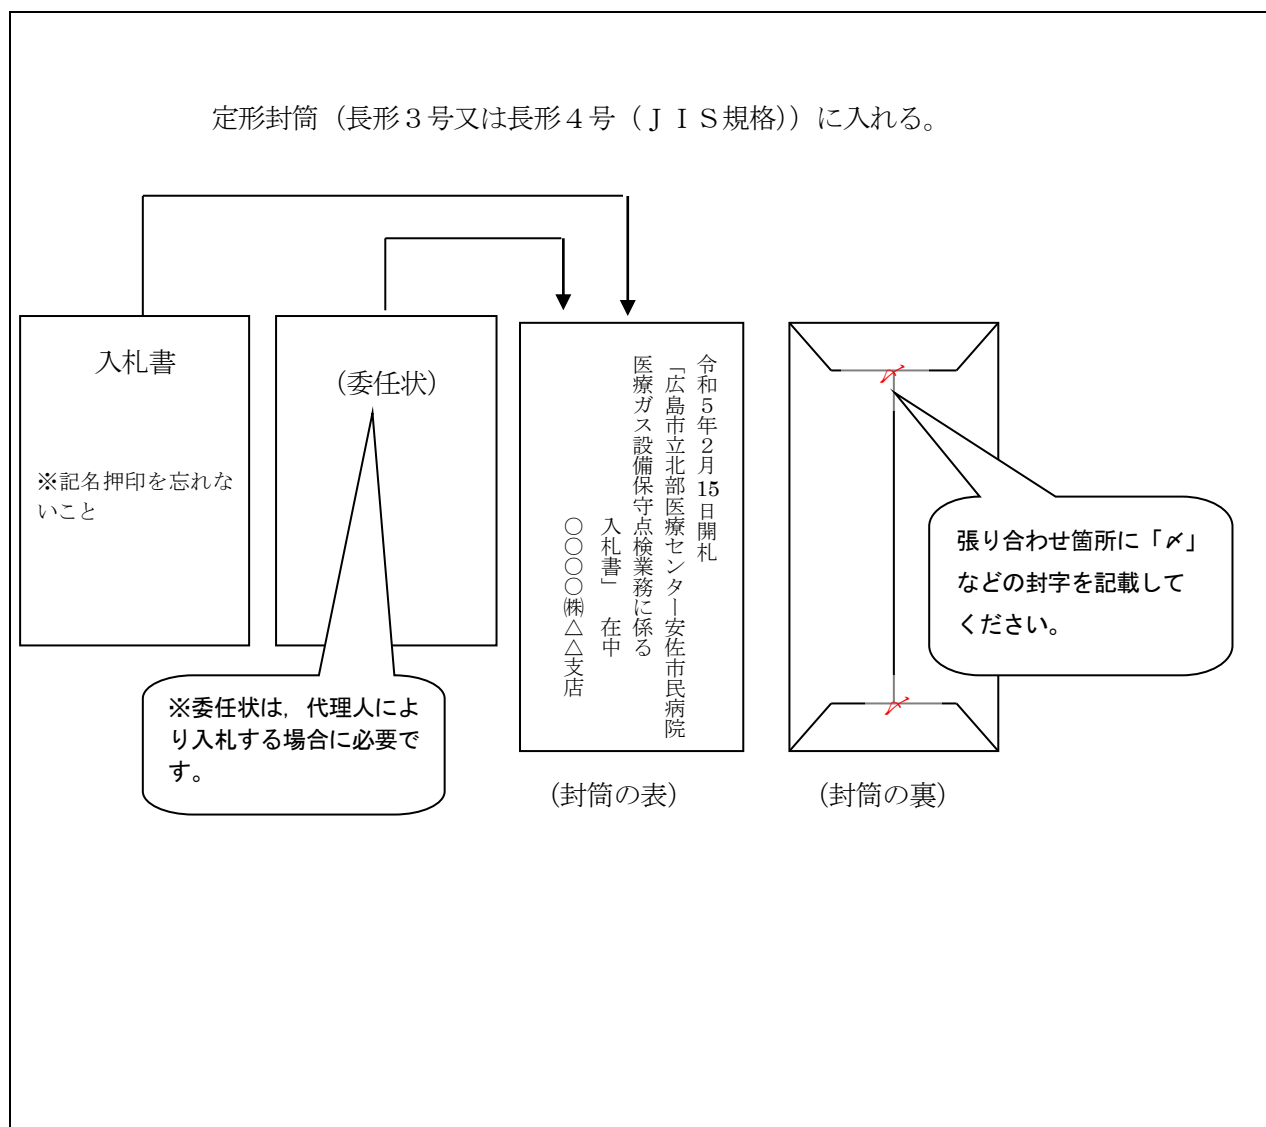 定形封筒（長形３号又は長形４号（ＪＩＳ規格））に入れる。
入札書
※記名押印を忘れな
いこと
（委任状）
※委任状は，代理人によ
り入札する場合に必要で
す。
令和５年２月15日開札
「広島市立北部医療センター安佐市民病院
医療ガス設備保守点検業務に係る
入札書」　在中
○○○○㈱△△支店
（封筒の表）
〆
〆
張り合わせ箇所に「〆」
などの封字を記載して
ください。
（封筒の裏）